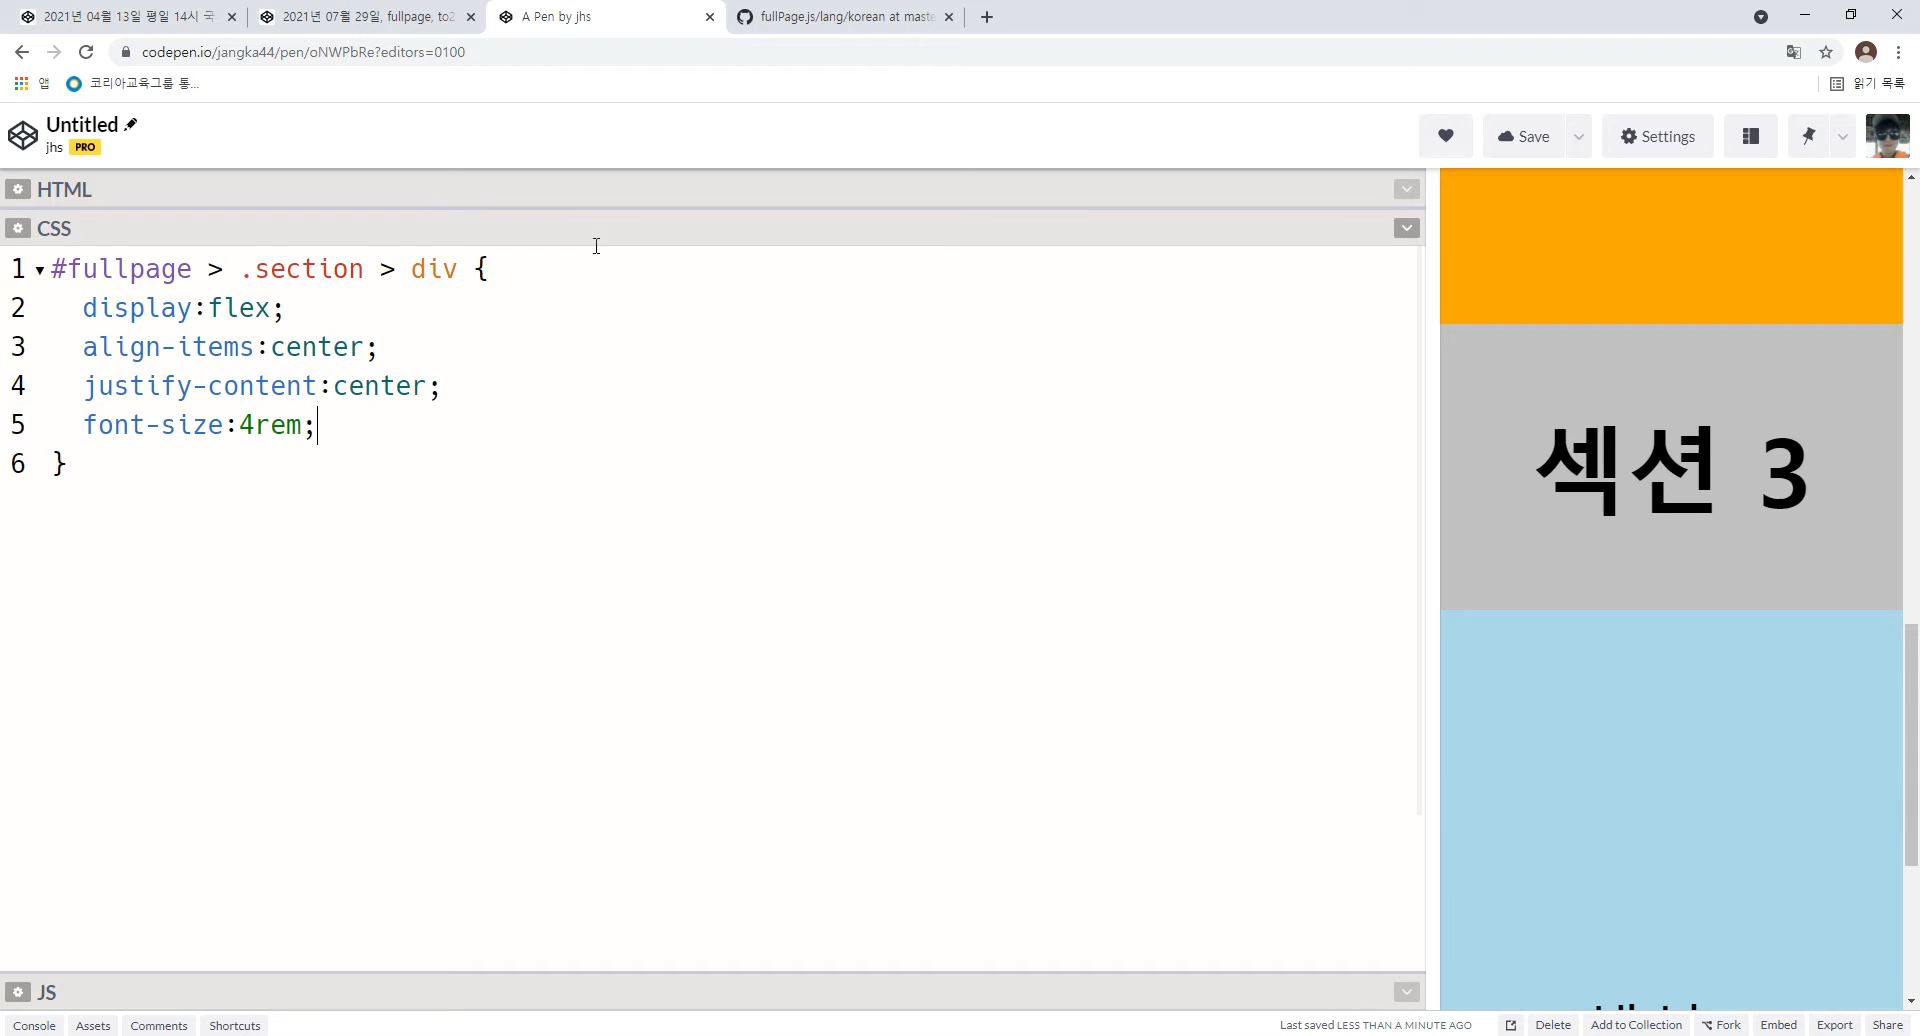 2021년 04월 13일 평일 14시 국
2021년 07월 29일, fullpage, to2
A Pen by jhs
fullPage.js/lang/korean at maste
codepen.io/jangka44/pen/oNWPbRe?editors=0100
앱
코리아교육그룹 통...
읽기 목록
Untitled
jhs PRO
Save
Settings
HTML
CSS
1 #fullpage > .section > div {
2 display:flex;
3 align-items:center;
4 justify-content:center;
5 font-size:4rem;
6 }
섹션 3
JS
Console Assets Comments Shortcuts
Last saved LESS THAN A MINUTE AGO
Delete Add to Collection Fork Embed Export Share